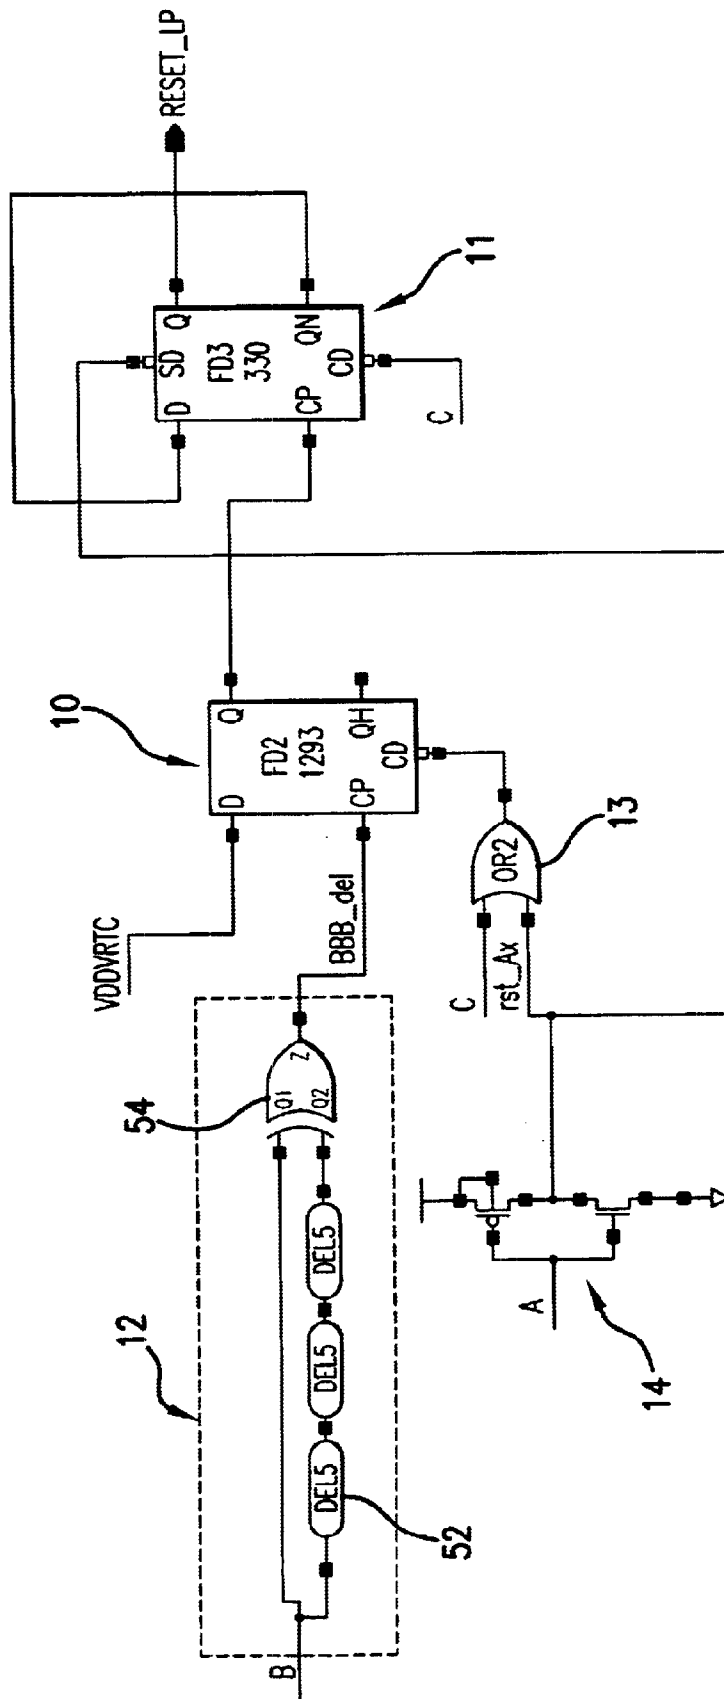 RESET_LP
11
D
SD
Q
FD3
330
CP
CD
QN
C
10
D
Q
FD2
1293
CP
CD
QH
VDDVRTC
BBB_del
OR2
13
C
rst_Ax
12
54
Q1
Q2
Z
DEL5
DEL5
DEL5
52
B
A
14